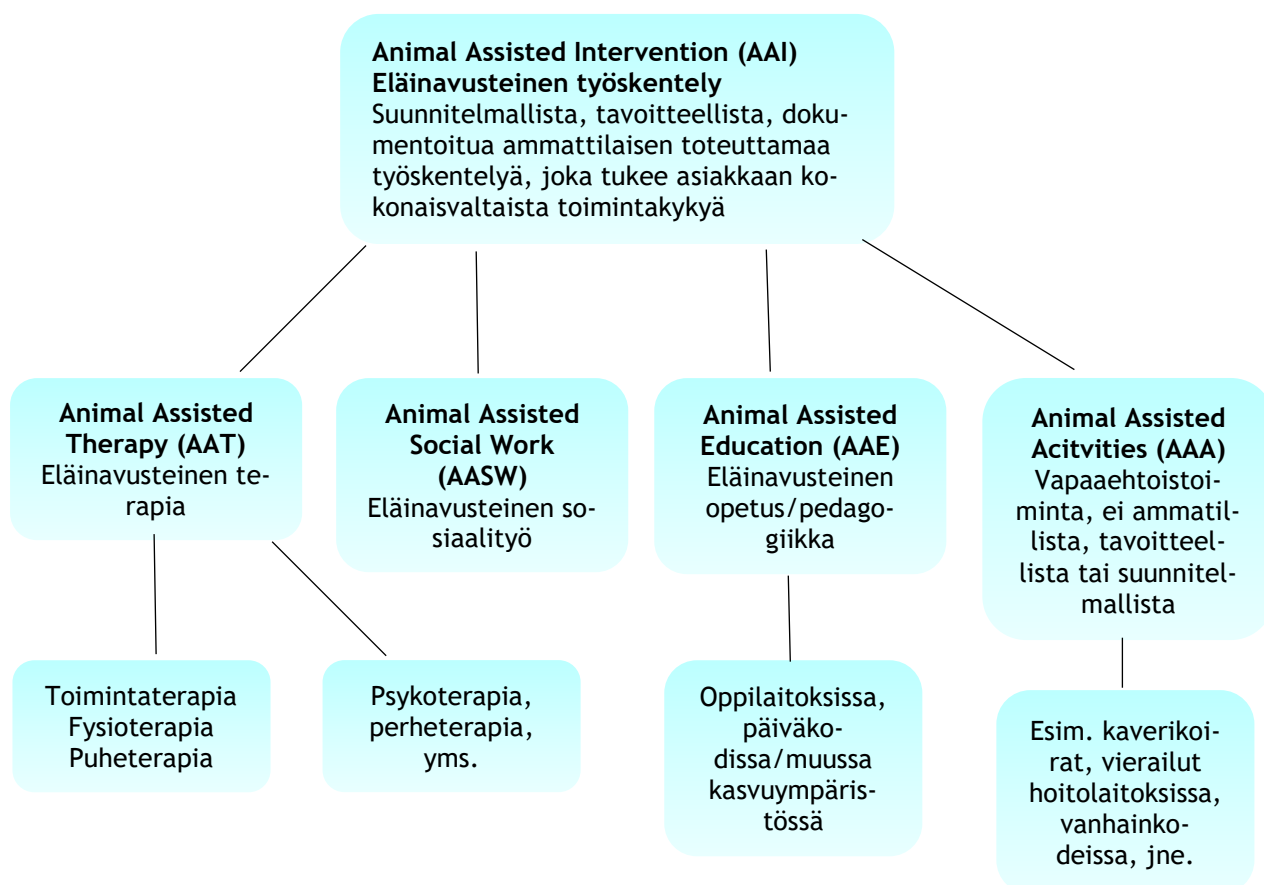 Animal Assisted Intervention (AAI)
Eläinavusteinen työskentely
Suunnitelmallista, tavoitteellista, doku-
mentoitua ammattilaisen toteuttamaa
työskentelyä, joka tukee asiakkaan ko-
konaisvaltaista toimintakykyä
Animal Assisted
Therapy (AAT)
Eläinavusteinen te-
rapia
Animal Assisted
Social Work
(AASW)
Eläinavusteinen so-
siaalityö
Animal Assisted
Education (AAE)
Eläinavusteinen
opetus/pedago-
giikka
Animal Assisted
Acitvities (AAA)
Vapaaehtoistoi-
minta, ei ammatil-
lista, tavoitteel-
lista tai suunnitel-
mallista
Toimintaterapia
Fysioterapia
Puheterapia
Psykoterapia,
perheterapia,
yms.
Oppilaitoksissa,
päiväko-
dissa/muussa
kasvuympäris-
tössä
Esim. kaverikoi-
rat, vierailut
hoitolaitoksissa,
vanhainko-
deissa, jne.